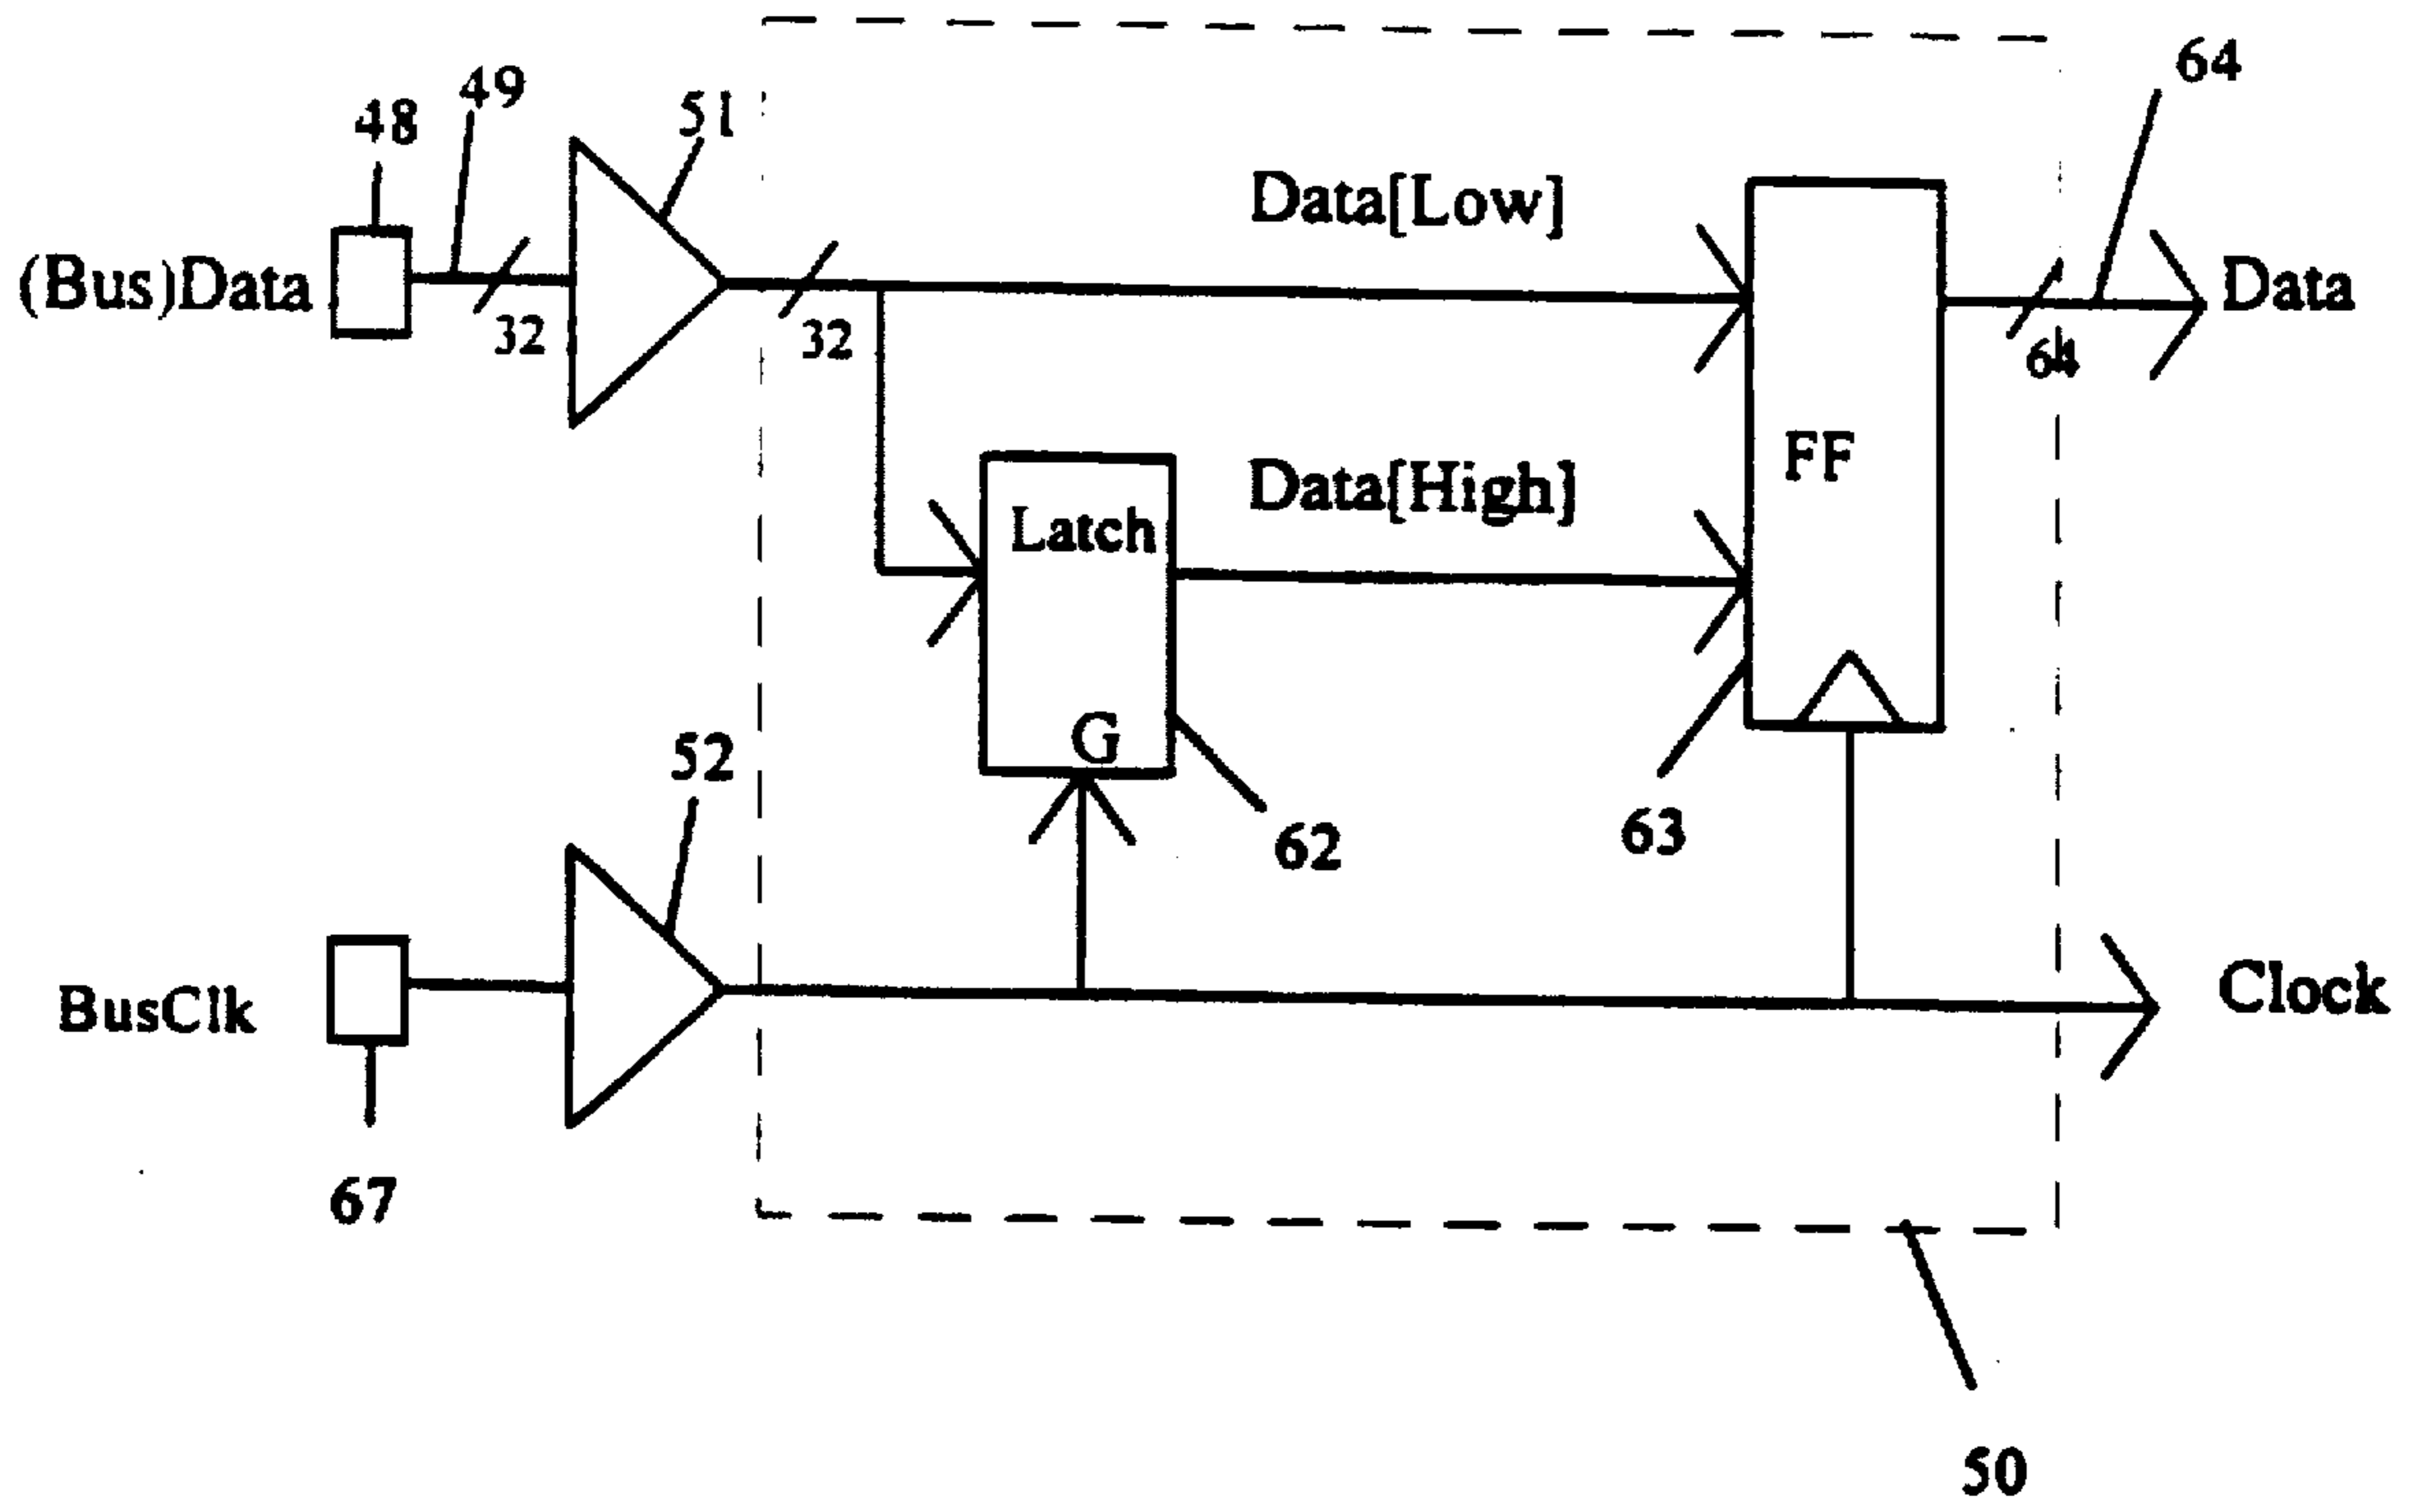 64
49
48
51
Data[Low]
(Bus)Data
32
32
Data
64
FF
Data[High]
Latch
G
52
62
63
BusClk
Clock
67
50